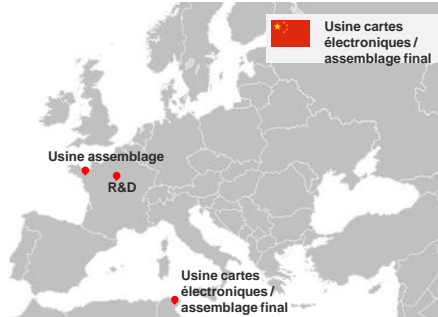 Usine cartes
électroniques /
assemblage final
Usine assemblage
R&D
Usine cartes
électroniques /
assemblage final